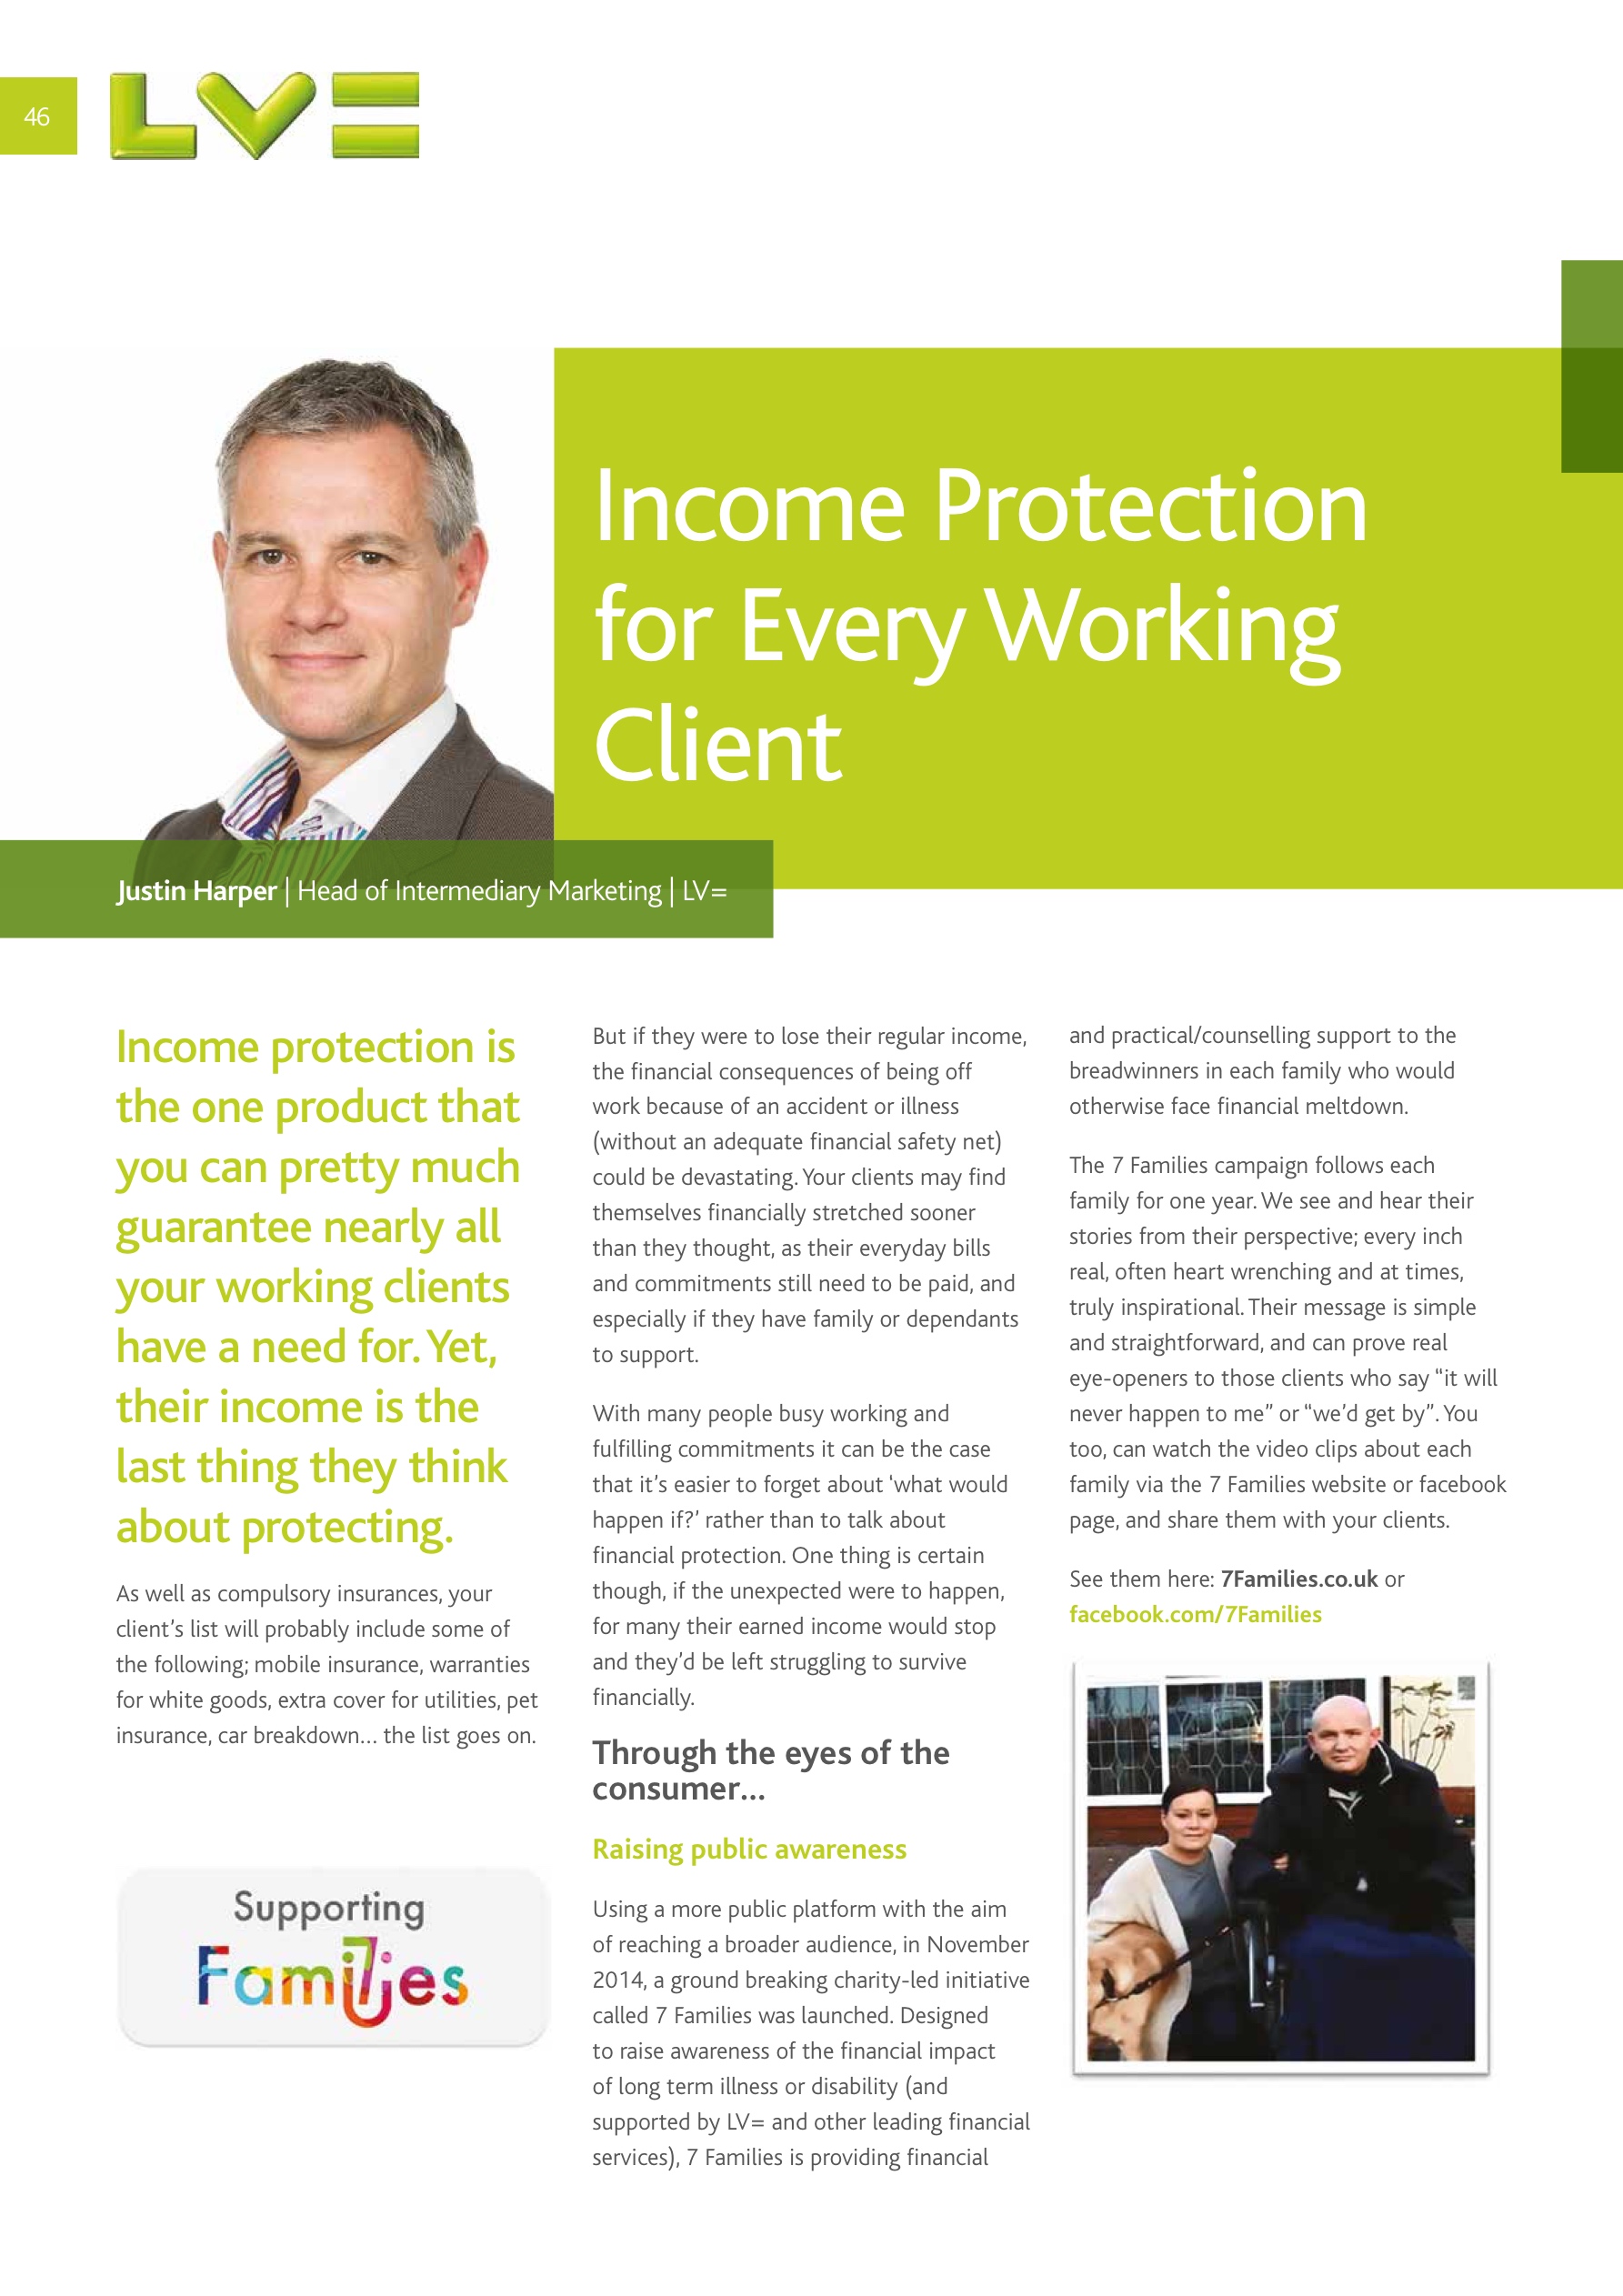 46
LV=
Income Protection
for Every Working
Client
Justin Harper | Head of Intermediary Marketing | LV=
Income protection is
the one product that
you can pretty much
guarantee nearly all
your working clients
have a need for. Yet,
their income is the
last thing they think
about protecting.
As well as compulsory insurances, your
client’s list will probably include some of
the following; mobile insurance, warranties
for white goods, extra cover for utilities, pet
insurance, car breakdown… the list goes on.
Supporting
7 Families
But if they were to lose their regular income,
the financial consequences of being off
work because of an accident or illness
(without an adequate financial safety net)
could be devastating. Your clients may find
themselves financially stretched sooner
than they thought, as their everyday bills
and commitments still need to be paid, and
especially if they have family or dependants
to support.
With many people busy working and
fulfilling commitments it can be the case
that it’s easier to forget about ‘what would
happen if?’ rather than to talk about
financial protection. One thing is certain
though, if the unexpected were to happen,
for many their earned income would stop
and they’d be left struggling to survive
financially.
Through the eyes of the
consumer…
Raising public awareness
Using a more public platform with the aim
of reaching a broader audience, in November
2014, a ground breaking charity-led initiative
called 7 Families was launched. Designed
to raise awareness of the financial impact
of long term illness or disability (and
supported by LV= and other leading financial
services), 7 Families is providing financial
and practical/counselling support to the
breadwinners in each family who would
otherwise face financial meltdown.
The 7 Families campaign follows each
family for one year. We see and hear their
stories from their perspective; every inch
real, often heart wrenching and at times,
truly inspirational. Their message is simple
and straightforward, and can prove real
eye-openers to those clients who say “it will
never happen to me” or “we’d get by”. You
too, can watch the video clips about each
family via the 7 Families website or facebook
page, and share them with your clients.
See them here: 7Families.co.uk or
facebook.com/7Families